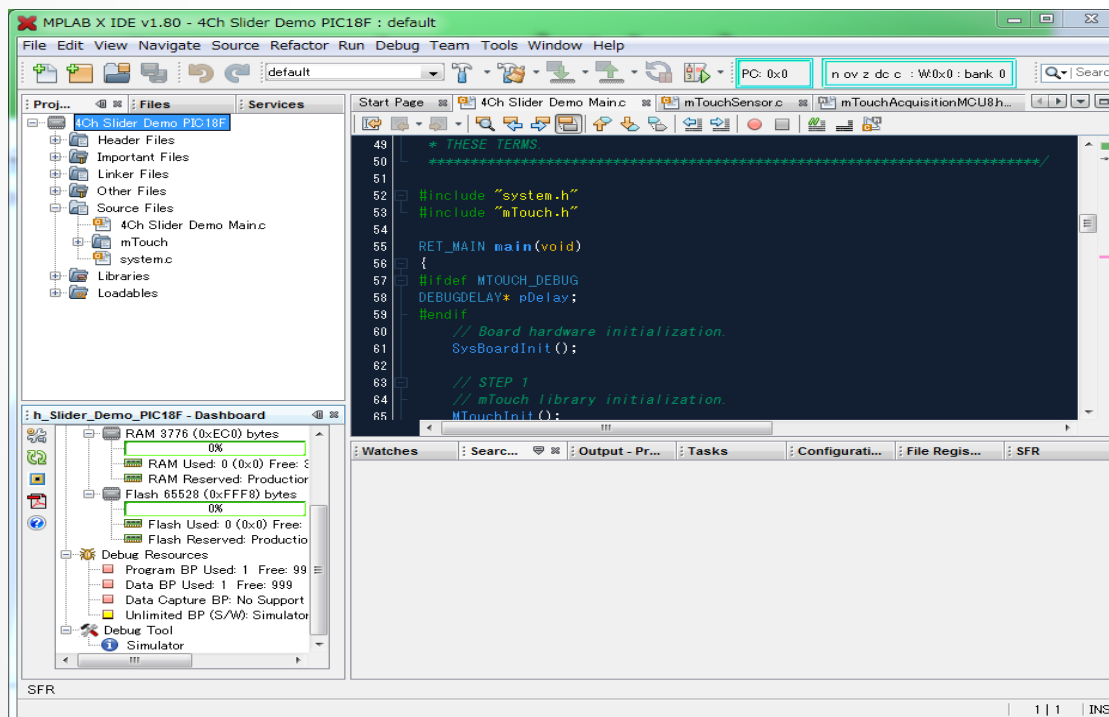 MPLAB X IDE v1.80 - 4Ch Slider Demo PIC18F : default
File Edit View Navigate Source Refactor Run Debug Team Tools Window Help
default
PC: 0x0
n ov z dc c : W:0x0 : bank 0
Searc
Proj...
Files
Services
4Ch Slider Demo PIC18F
Header Files
Important Files
Linker Files
Other Files
Source Files
4Ch Slider Demo Main.c
mTouch
system.c
Libraries
Loadables
Start Page
4Ch Slider Demo Main.c
mTouchSensor.c
mTouchAcquisitionMCU8.h...
49 * THESE TERMS.
50 **************************************************************************/
51
52 #include "system.h"
53 #include "mTouch.h"
54
55 RET_MAIN main(void)
56 {
57 #ifdef MTOUCH_DEBUG
58 DEBUGDELAY* pDelay;
59 #endif
60 // Board hardware initialization.
61 SysBoardInit();
62
63 // STEP 1
64 // mTouch library initialization.
65 MTouchInit();
h_Slider_Demo_PIC18F - Dashboard
RAM 3776 (0xEC0) bytes
0%
RAM Used: 0 (0x0) Free:
RAM Reserved: Production
Flash 65528 (0xFFF8) bytes
0%
Flash Used: 0 (0x0) Free:
Flash Reserved: Productio
Debug Resources
Program BP Used: 1 Free: 99
Data BP Used: 1 Free: 999
Data Capture BP: No Support
Unlimited BP (S/W): Simulator
Debug Tool
Simulator
Watches
Searc...
Output - Pr...
Tasks
Configurati...
File Regis...
SFR
SFR
1 | 1
INS